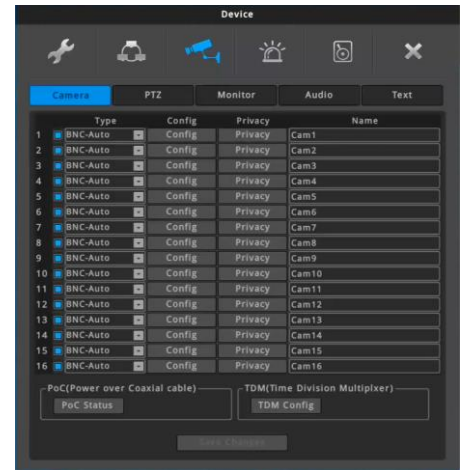 Device
Camera PTZ Monitor Audio Text
Type Config Privacy Name
1 BNC-Auto Config Privacy Cam1
2 BNC-Auto Config Privacy Cam2
3 BNC-Auto Config Privacy Cam3
4 BNC-Auto Config Privacy Cam4
5 BNC-Auto Config Privacy Cam5
6 BNC-Auto Config Privacy Cam6
7 BNC-Auto Config Privacy Cam7
8 BNC-Auto Config Privacy Cam8
9 BNC-Auto Config Privacy Cam9
10 BNC-Auto Config Privacy Cam10
11 BNC-Auto Config Privacy Cam11
12 BNC-Auto Config Privacy Cam12
13 BNC-Auto Config Privacy Cam13
14 BNC-Auto Config Privacy Cam14
15 BNC-Auto Config Privacy Cam15
16 BNC-Auto Config Privacy Cam16
PoC(Power over Coaxial cable) TDM(Time Division Multiplxer)
PoC Status TDM Config
Save Changes